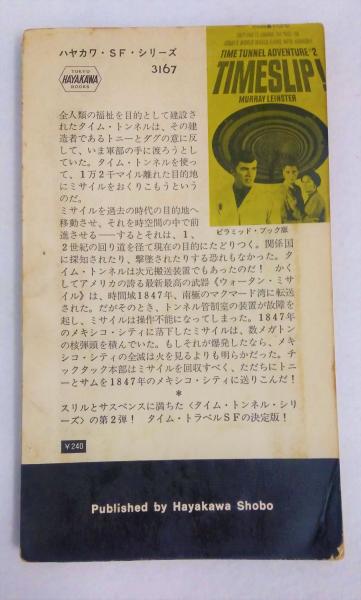 ハヤカワ・SF・シリーズ
3167
TOKYO
HAYAKAWA
BOOKS
TIME TUNNEL ADVENTURE #2
TIMESLIP!
MURRAY LEINSTER
ピラミッド・ブック版
全人類の福祉を目的として建設さ
れたタイム・トンネルは、その建
造者であるトニーとダグの意に反
して、いま軍部の手に渡ろうとし
ていた。タイム・トンネルを使っ
て、1万2千マイル離れた目的地
にミサイルをおくりこもうという
のだ。
ミサイルを過去の時代の目的地へ
移動させ、それを時空間の中で前
進させる――するとそれは、1、
2世紀の回り道を径て現在の目的にたどりつく。関係国
に探知されたり、撃墜されたりする恐れもなかった。タ
イム・トンネルは次元搬送装置でもあったのだ！　かく
してアメリカの誇る最新最高の武器《ウォータン・ミサ
イル》は、時間域1847年、南極のマクマード湾に転送
された。だがそのとき、トンネル管制室の装置が故障を
起し、ミサイルは操作不能になってしまった。1847年
のメキシコ・シティに落下したミサイルは、数メガトン
の核弾頭を積んでいた。もしそれが爆発したなら、メキ
シコ・シティの全滅は火を見るよりも明らかだった。チ
ックタック本部はミサイルを回収すべく、ただちにトニ
ーとサムを1847年のメキシコ・シティに送りこんだ！
*
スリルとサスペンスに満ちた〈タイム・トンネル・シリ
ーズ〉の第2弾！　タイム・トラベルSFの決定版！
¥240
Published by Hayakawa Shobo